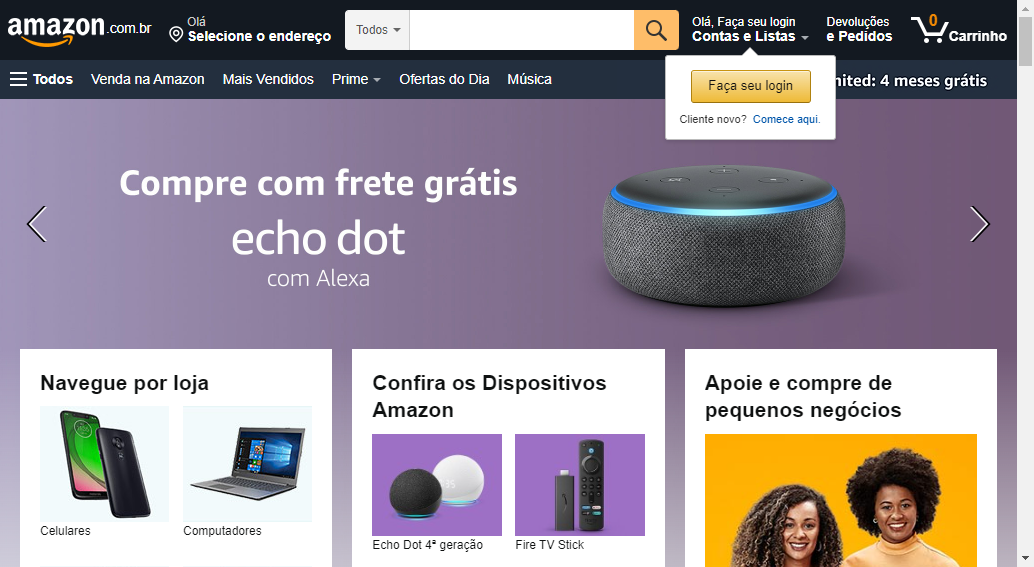 amazon.com.br
Olá
Selecione o endereço
Todos
Olá, Faça seu login
Contas e Listas
Devoluções
e Pedidos
0
Carrinho
Todos
Venda na Amazon
Mais Vendidos
Prime
Ofertas do Dia
Música
nited: 4 meses grátis
Faça seu login
Cliente novo? Comece aqui.
Compre com frete grátis
echo dot
com Alexa
Navegue por loja
Celulares
Computadores
Confira os Dispositivos
Amazon
Echo Dot 4ª geração
Fire TV Stick
Apoie e compre de
pequenos negócios